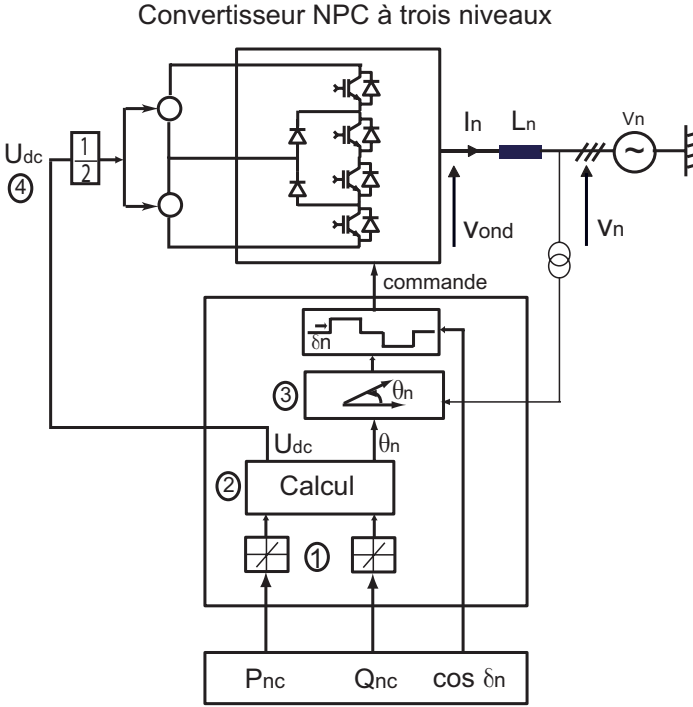 Convertisseur NPC à trois niveaux
Udc
④
1
2
In
Ln
Vn
~
Vond
Vn
commande
δn
③
θn
Udc
θn
②
Calcul
①
Pnc
Qnc
cos δn